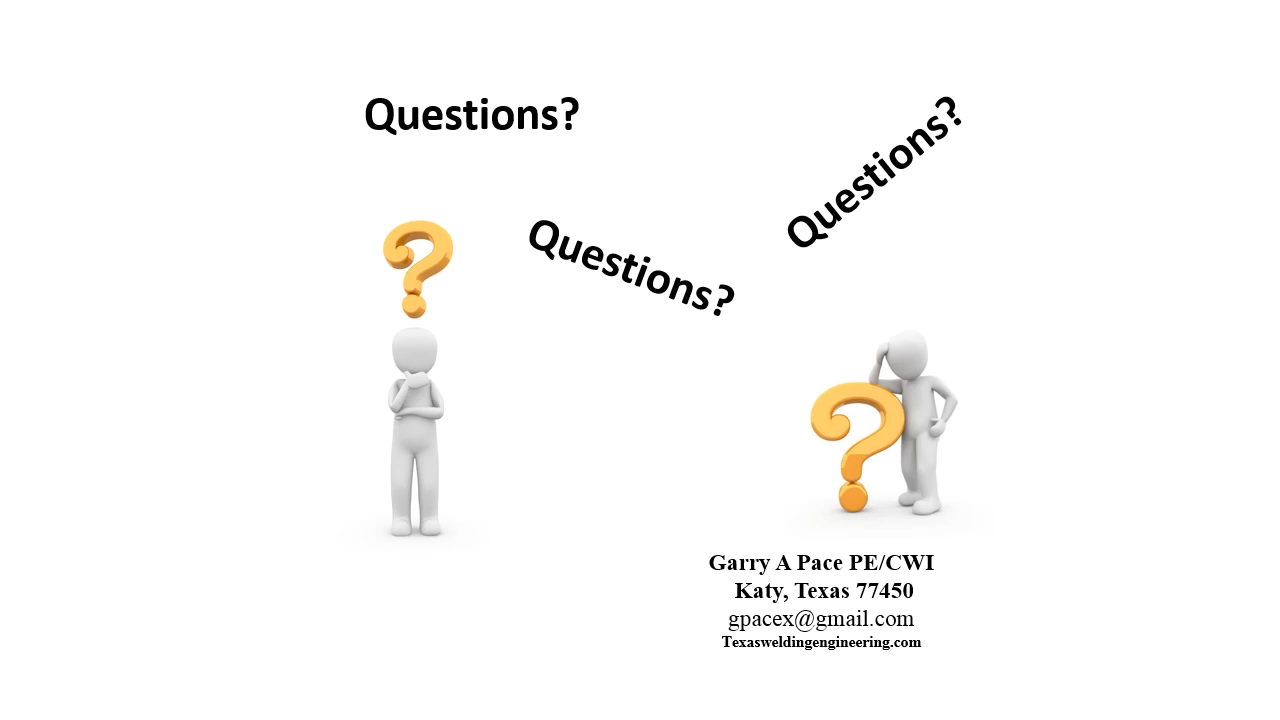 Questions?
Questions?
Questions?
Garry A Pace PE/CWI
Katy, Texas 77450
gpacex@gmail.com
Texasweldingengineering.com